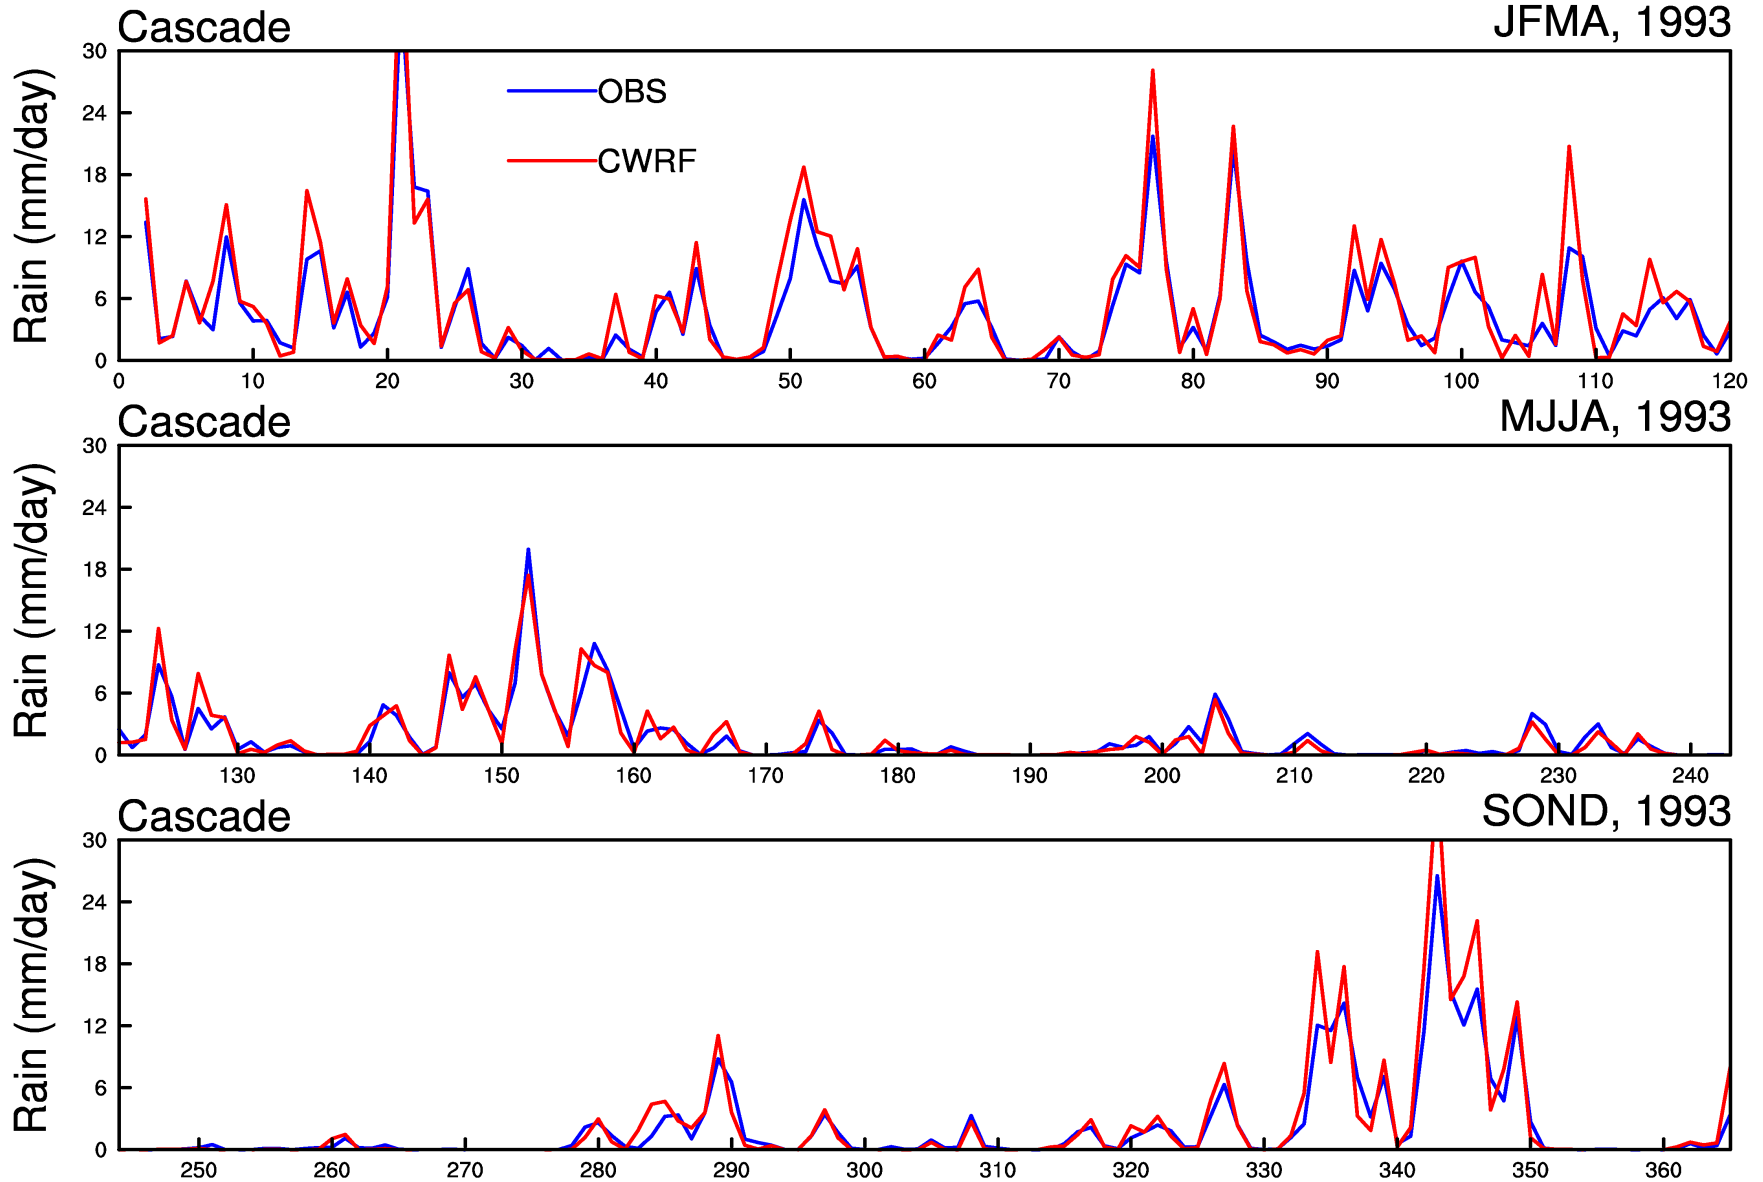 Cascade JFMA, 1993
Rain (mm/day)
30
24
18
12
6
0
OBS
CWRF
0 10 20 30 40 50 60 70 80 90 100 110 120
Cascade MJJA, 1993
Rain (mm/day)
30
24
18
12
6
0
130 140 150 160 170 180 190 200 210 220 230 240
Cascade SOND, 1993
Rain (mm/day)
30
24
18
12
6
0
250 260 270 280 290 300 310 320 330 340 350 360